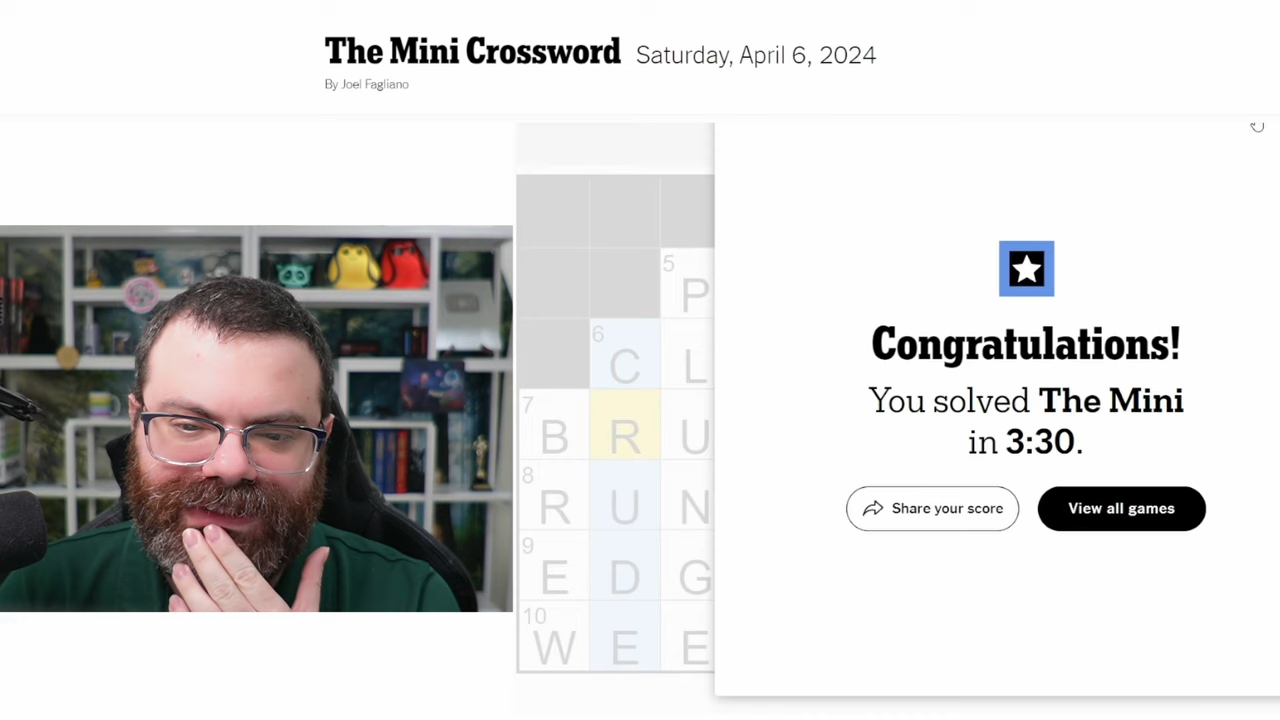 The Mini Crossword Saturday, April 6, 2024
By Joel Fagliano
5
P
6
C L
7
B R U
8
R U N
9
E D G
10
W E E
Congratulations!
You solved The Mini
in 3:30.
Share your score
View all games